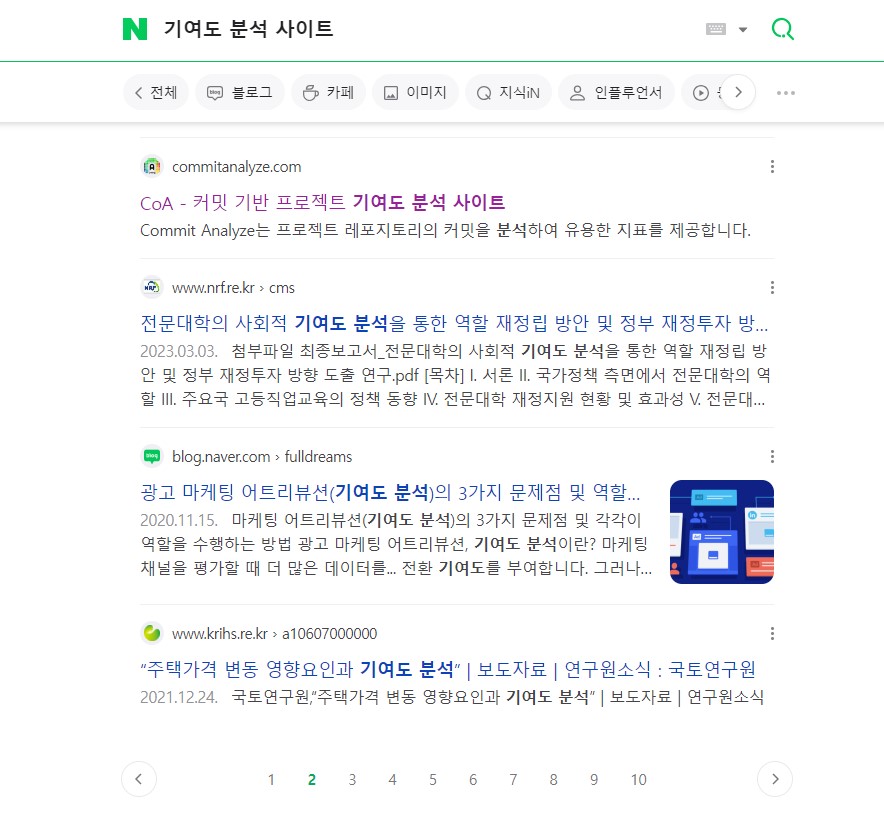 N 기여도 분석 사이트
전체 블로그 카페 이미지 지식iN 인플루언서
commitanalyze.com
CoA - 커밋 기반 프로젝트 기여도 분석 사이트
Commit Analyze는 프로젝트 레포지토리의 커밋을 분석하여 유용한 지표를 제공합니다.
www.nrf.re.kr › cms
전문대학의 사회적 기여도 분석을 통한 역할 재정립 방안 및 정부 재정투자 방...
2023.03.03. 첨부파일 최종보고서_전문대학의 사회적 기여도 분석을 통한 역할 재정립 방
안 및 정부 재정투자 방향 도출 연구.pdf [목차] I. 서론 II. 국가정책 측면에서 전문대학의 역
할 III. 주요국 고등직업교육의 정책 동향 IV. 전문대학 재정지원 현황 및 효과성 V. 전문대...
blog.naver.com › fulldreams
광고 마케팅 어트리뷰션(기여도 분석)의 3가지 문제점 및 역할...
2020.11.15. 마케팅 어트리뷰션(기여도 분석)의 3가지 문제점 및 각각이
역할을 수행하는 방법 광고 마케팅 어트리뷰션, 기여도 분석이란? 마케팅
채널을 평가할 때 더 많은 데이터를... 전환 기여도를 부여합니다. 그러나...
www.krihs.re.kr › a10607000000
“주택가격 변동 영향요인과 기여도 분석” | 보도자료 | 연구원소식 : 국토연구원
2021.12.24. 국토연구원,“주택가격 변동 영향요인과 기여도 분석” | 보도자료 | 연구원소식
1 2 3 4 5 6 7 8 9 10